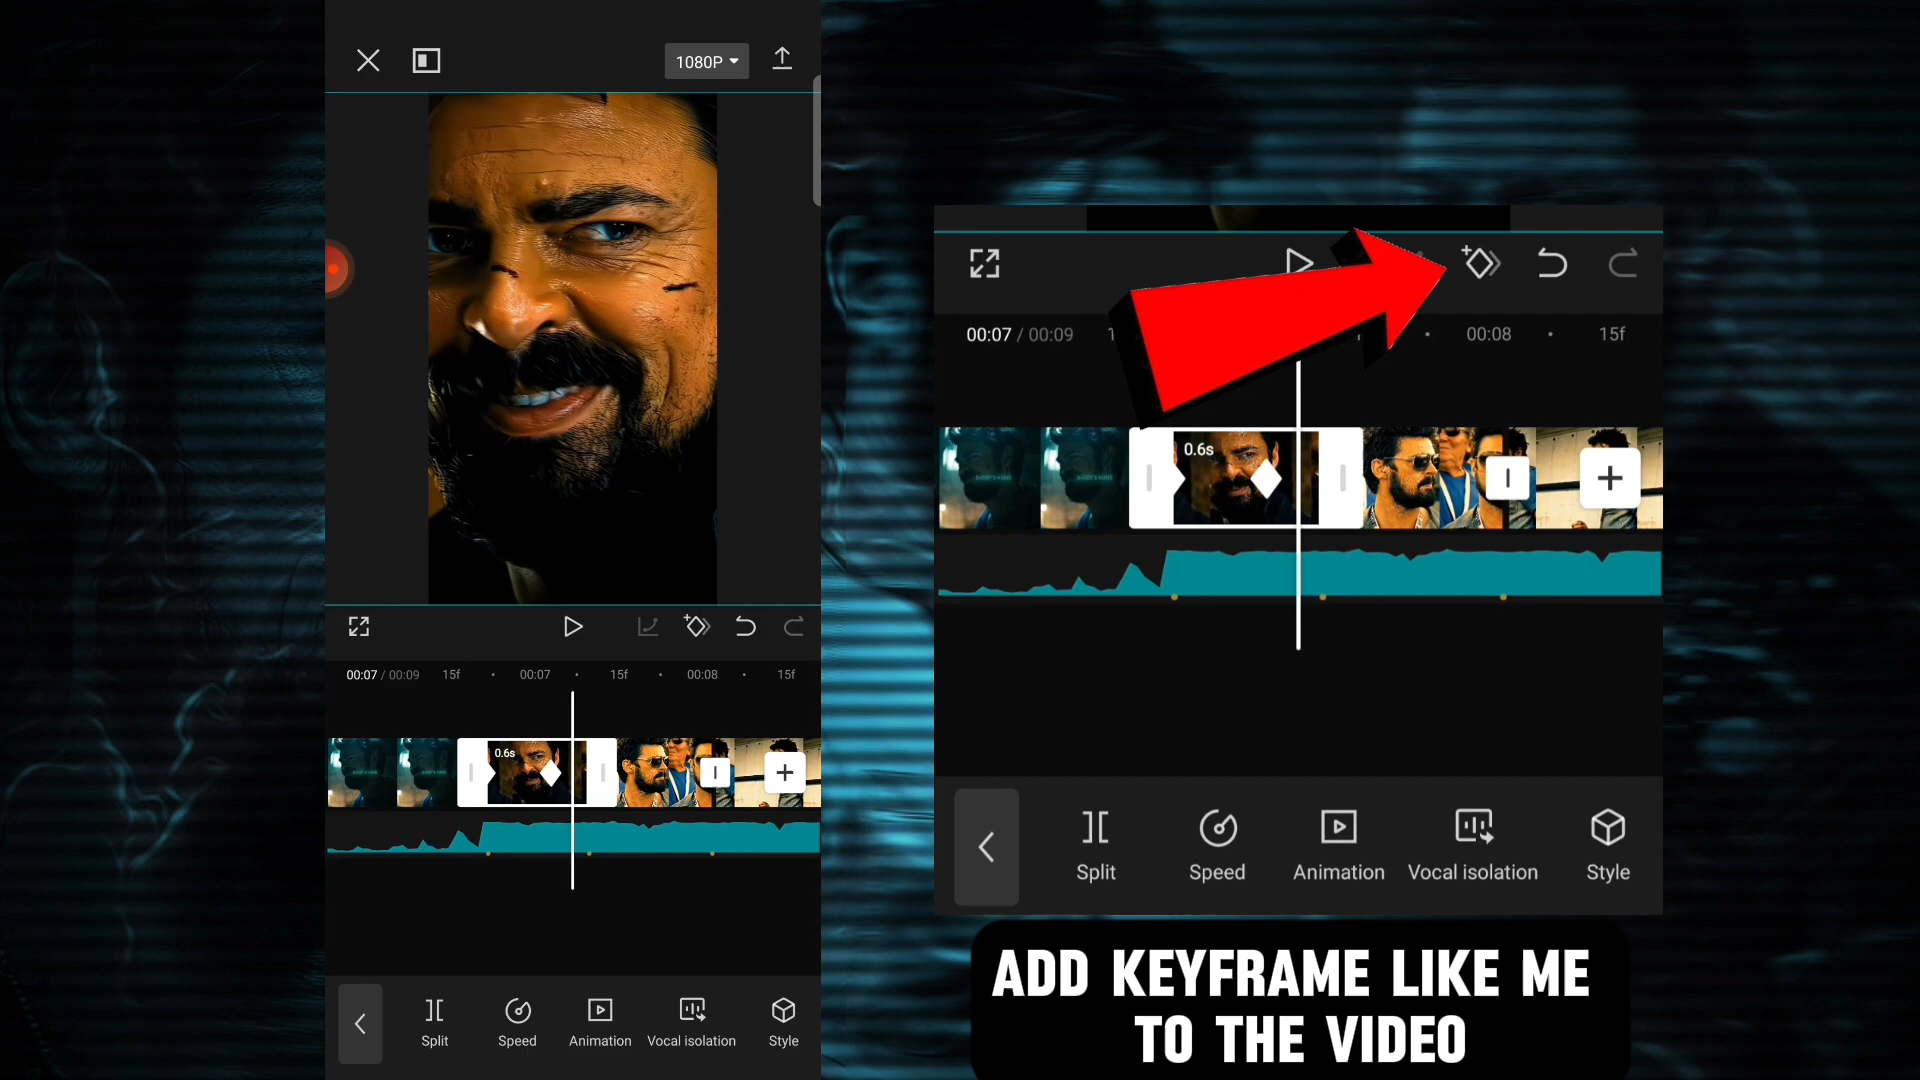 1080P
00:07 / 00:09 15f 00:07 15f 00:08 15f
0.6s
Split Speed Animation Vocal isolation Style
00:07 / 00:09 00:08 15f
0.6s
Split Speed Animation Vocal isolation Style
ADD KEYFRAME LIKE ME
TO THE VIDEO